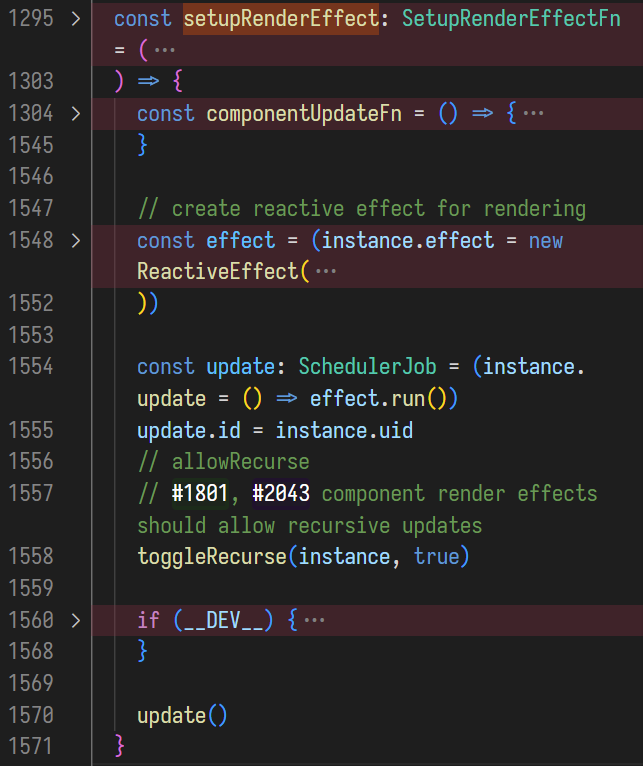 1295 > const setupRenderEffect: SetupRenderEffectFn
= (···
1303 ) => {
1304 > const componentUpdateFn = () => {···
1545 }
1546
1547 // create reactive effect for rendering
1548 > const effect = (instance.effect = new
ReactiveEffect(···
1552 ))
1553
1554 const update: SchedulerJob = (instance.
update = () => effect.run())
1555 update.id = instance.uid
1556 // allowRecurse
1557 // #1801, #2043 component render effects
should allow recursive updates
1558 toggleRecurse(instance, true)
1559
1560 > if (__DEV__) {···
1568 }
1569
1570 update()
1571 }